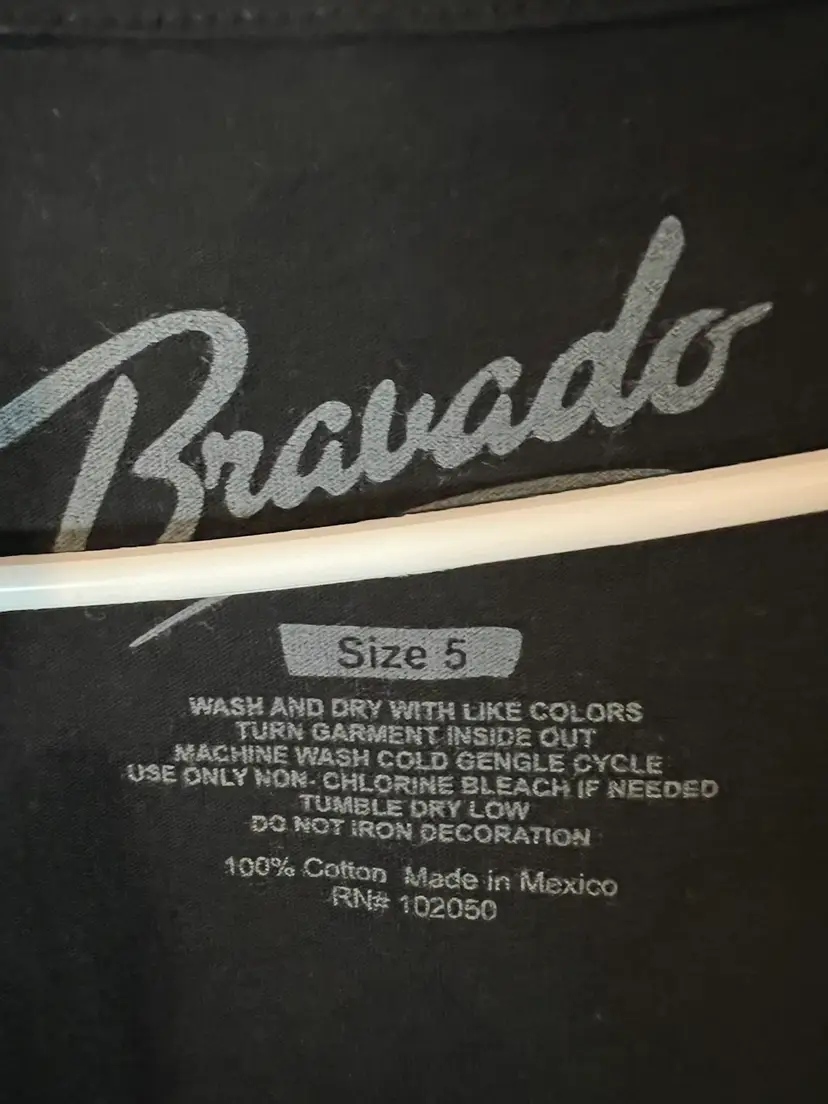 Bravado
Size 5
WASH AND DRY WITH LIKE COLORS
TURN GARMENT INSIDE OUT
MACHINE WASH COLD GENGLE CYCLE
USE ONLY NON- CHLORINE BLEACH IF NEEDED
TUMBLE DRY LOW
DO NOT IRON DECORATION
100% Cotton Made in Mexico
RN# 102050